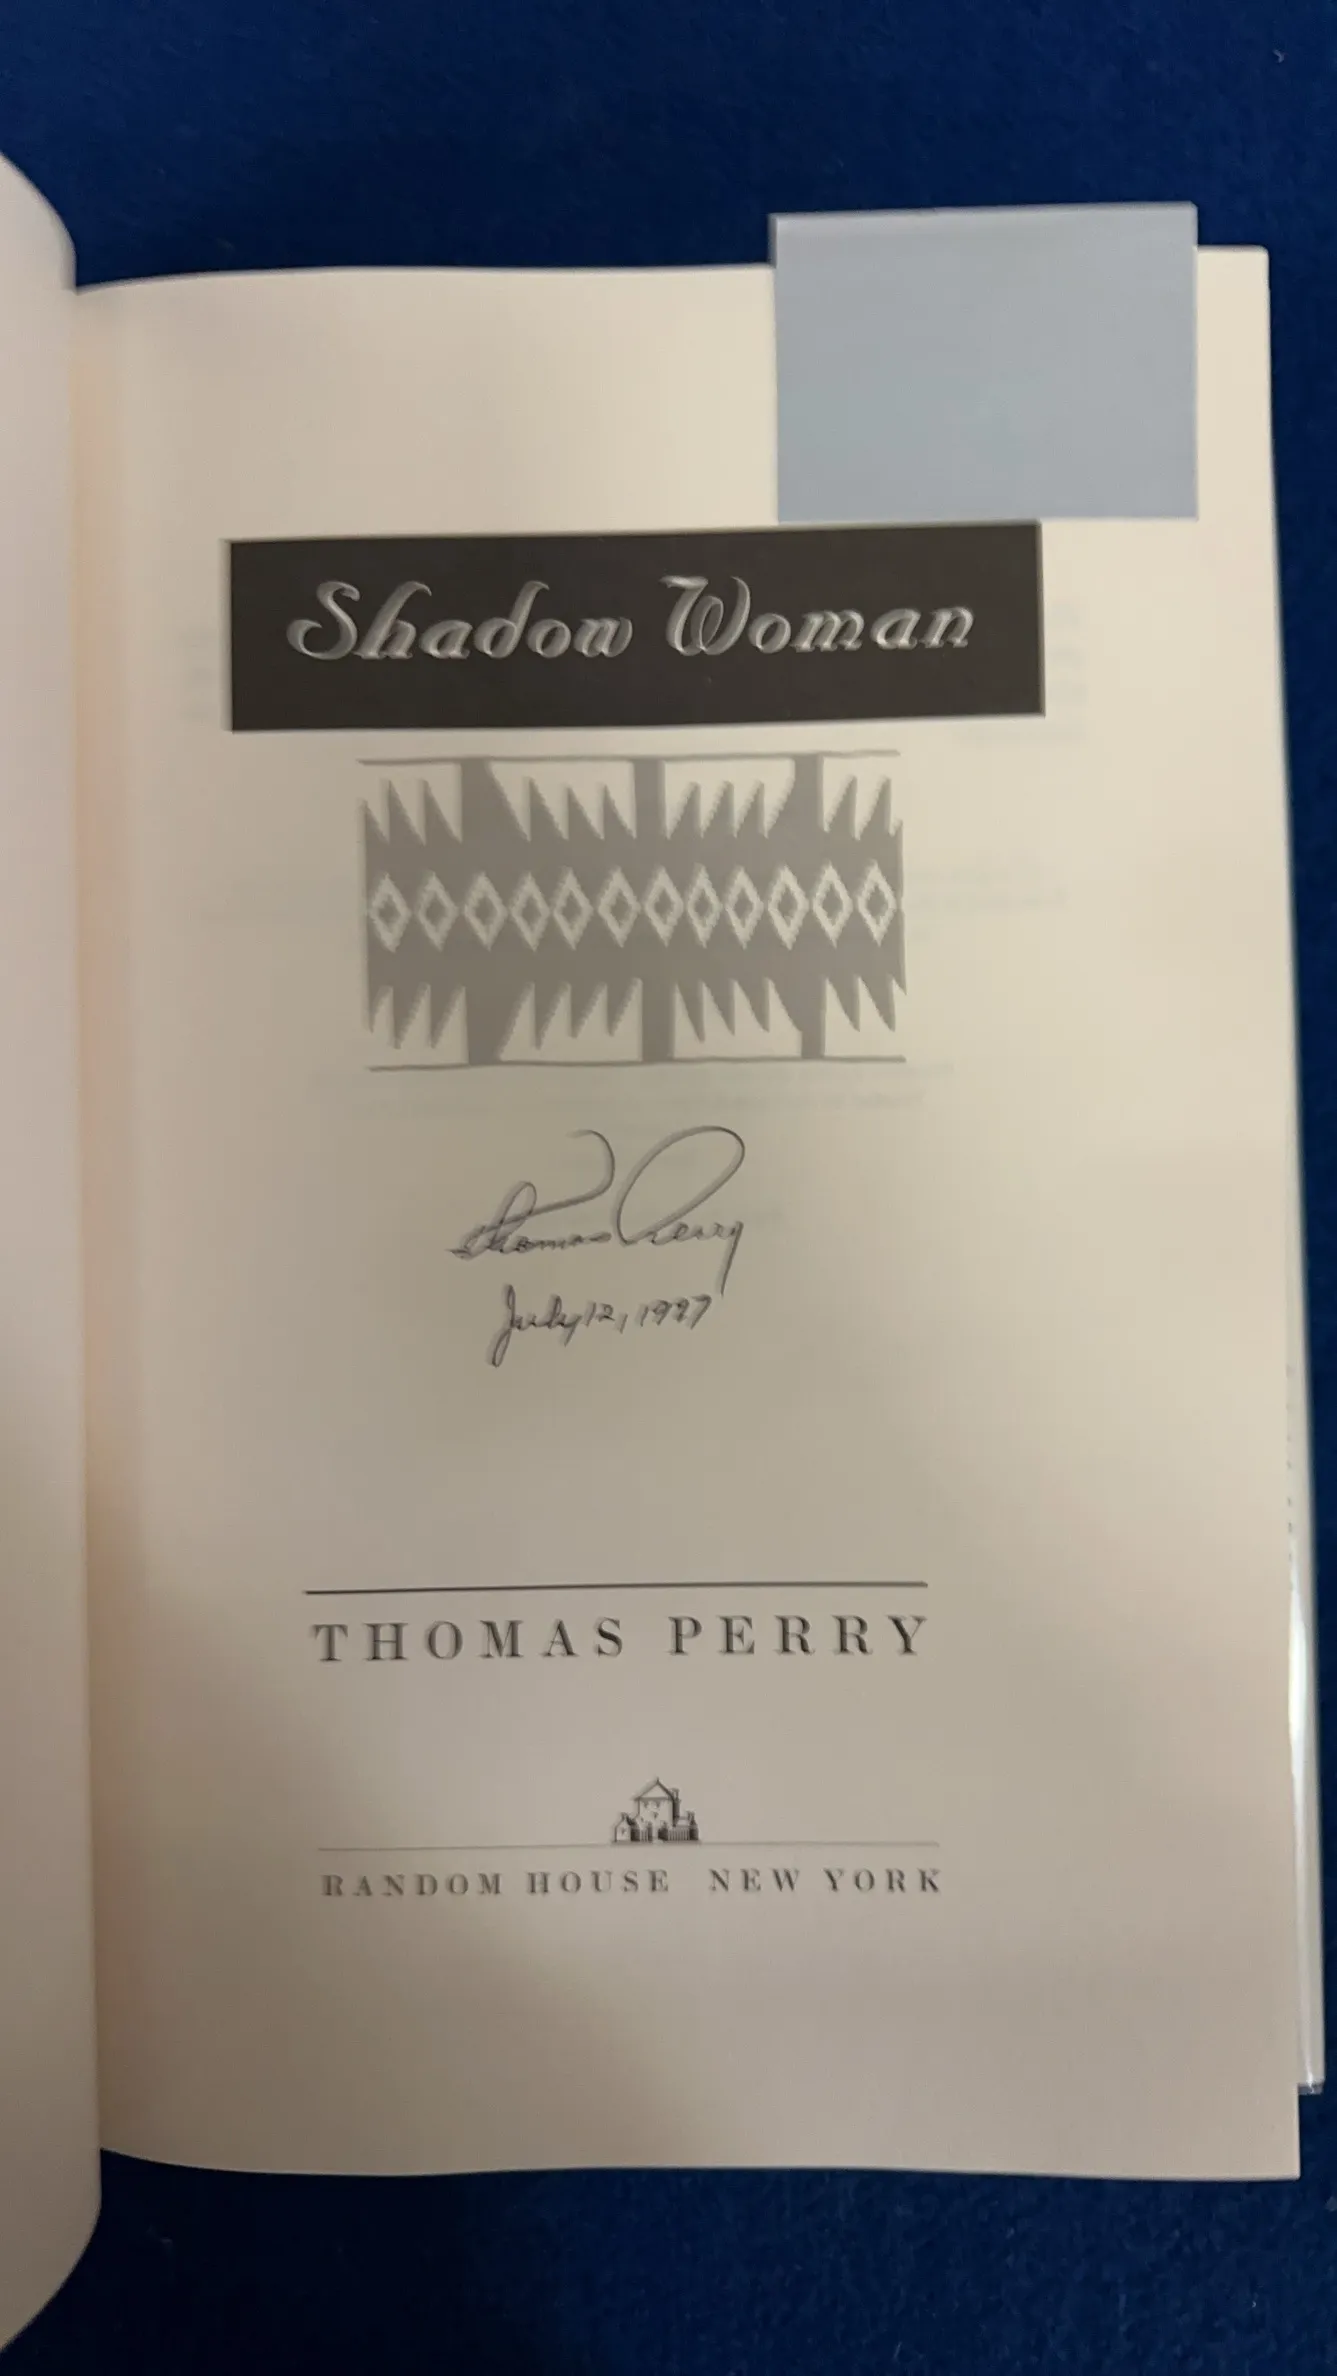 Shadow Woman
Thomas Perry
July 12, 1997
THOMAS PERRY
RANDOM HOUSE NEW YORK